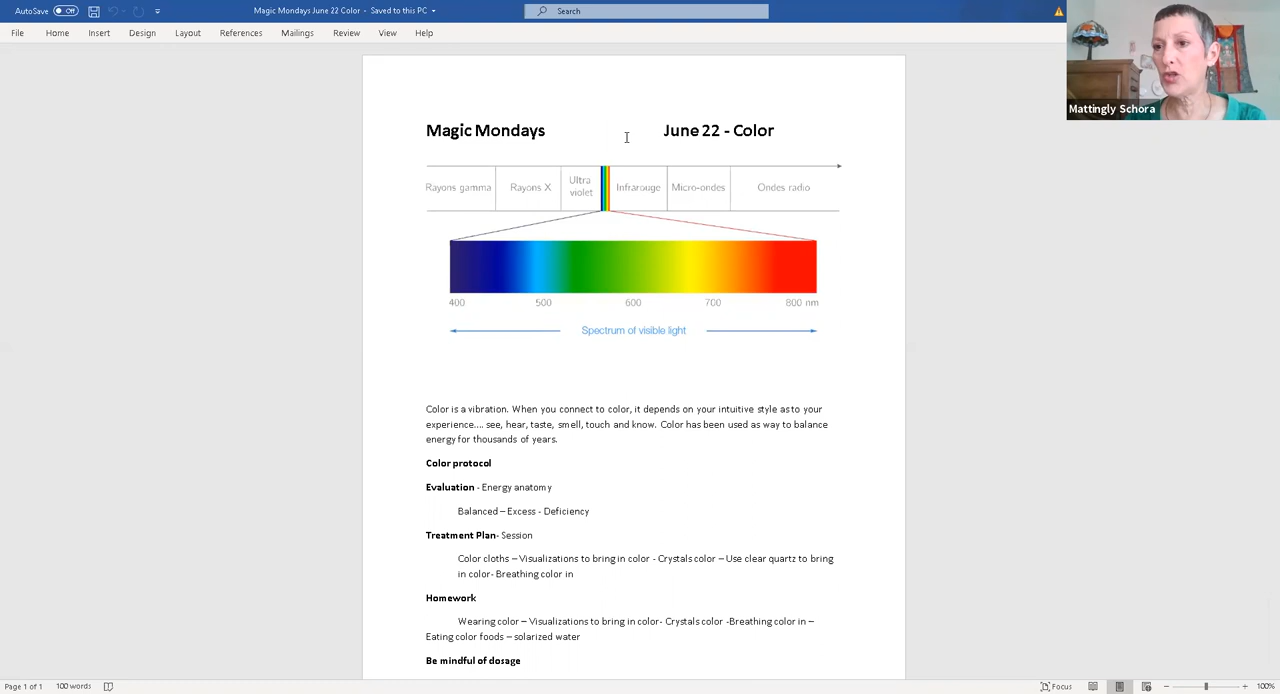 AutoSave Off Magic Mondays June 22 Color - Saved to this PC Search
File Home Insert Design Layout References Mailings Review View Help
Mattingly Schora
Magic Mondays June 22 - Color
Rayons gamma Rayons X Ultra violet Infrarouge Micro-ondes Ondes radio
400 500 600 700 800 nm
Spectrum of visible light
Color is a vibration. When you connect to color, it depends on your intuitive style as to your
experience.... see, hear, taste, smell, touch and know. Color has been used as way to balance
energy for thousands of years.
Color protocol
Evaluation - Energy anatomy
Balanced – Excess - Deficiency
Treatment Plan- Session
Color cloths – Visualizations to bring in color - Crystals color – Use clear quartz to bring
in color- Breathing color in
Homework
Wearing color – Visualizations to bring in color- Crystals color -Breathing color in –
Eating color foods – solarized water
Be mindful of dosage
Page 1 of 1 100 words Focus 100%